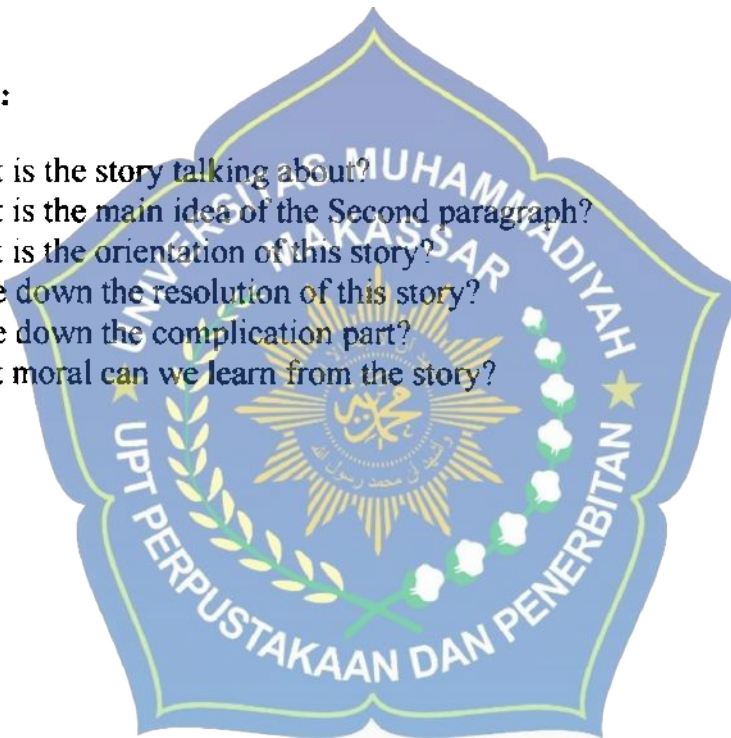 :
t is the story talking about?
t is the main idea of the Second paragraph?
t is the orientation of this story?
e down the resolution of this story?
e down the complication part?
t moral can we learn from the story?
UNIVERSITAS MUHAMMADIYAH
MAKASSAR
UPT PERPUSTAKAAN DAN PENERBITAN